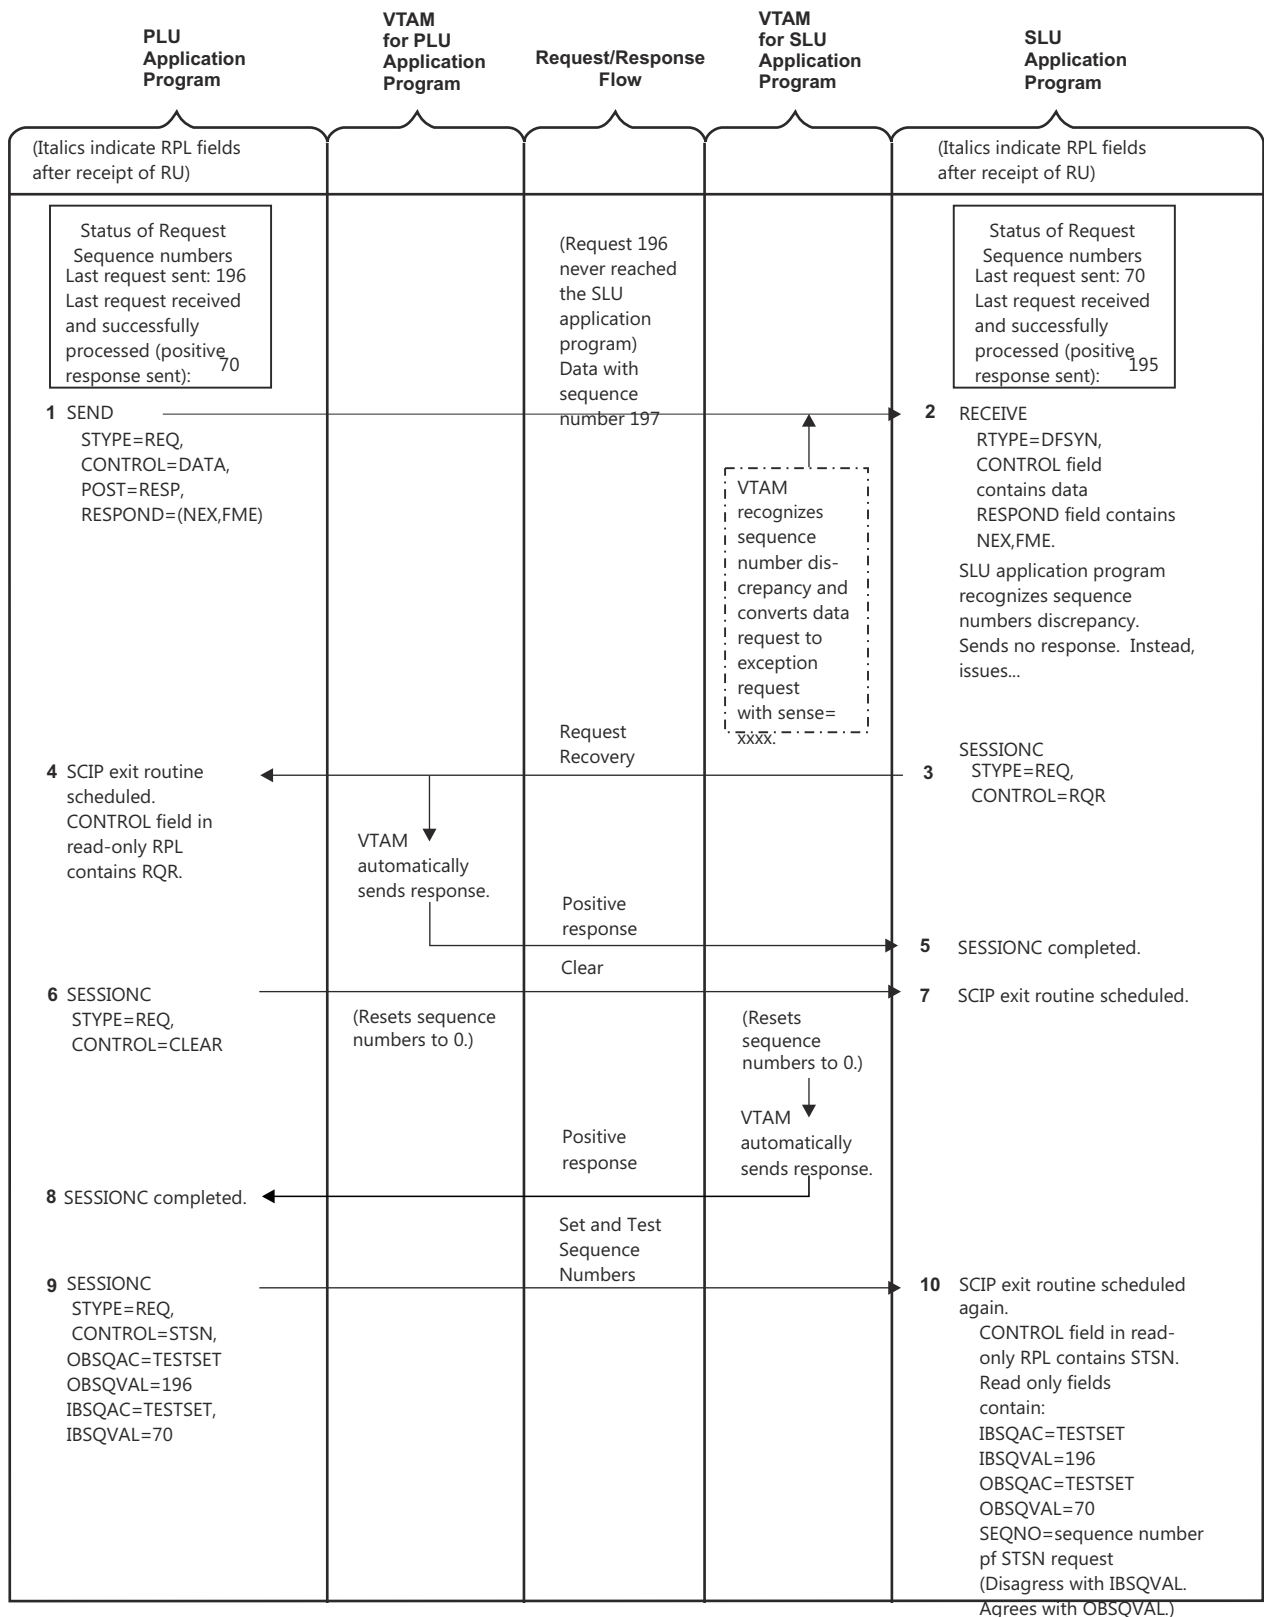 PLU
Application
Program
VTAM
for PLU
Application
Program
Request/Response
Flow
VTAM
for SLU
Application
Program
SLU
Application
Program
(Italics indicate RPL fields
after receipt of RU)
(Italics indicate RPL fields
after receipt of RU)
Status of Request
Sequence numbers
Last request sent: 196
Last request received
and successfully
processed (positive
response sent): 70
(Request 196
never reached
the SLU
application
program)
Data with
sequence
number 197
Status of Request
Sequence numbers
Last request sent: 70
Last request received
and successfully
processed (positive
response sent): 195
1 SEND
STYPE=REQ,
CONTROL=DATA,
POST=RESP,
RESPOND=(NEX,FME)
VTAM
recognizes
sequence
number dis-
crepancy and
converts data
request to
exception
request
with sense=
xxxx.
2 RECEIVE
RTYPE=DFSYN,
CONTROL field
contains data
RESPOND field contains
NEX,FME.
SLU application program
recognizes sequence
numbers discrepancy.
Sends no response. Instead,
issues...
Request
Recovery
3 SESSIONC
STYPE=REQ,
CONTROL=RQR
4 SCIP exit routine
scheduled.
CONTROL field in
read-only RPL
contains RQR.
VTAM
automatically
sends response.
Positive
response
5 SESSIONC completed.
Clear
6 SESSIONC
STYPE=REQ,
CONTROL=CLEAR
(Resets sequence
numbers to 0.)
(Resets
sequence
numbers to 0.)
7 SCIP exit routine scheduled.
VTAM
automatically
sends response.
Positive
response
8 SESSIONC completed.
Set and Test
Sequence
Numbers
9 SESSIONC
STYPE=REQ,
CONTROL=STSN,
OBSQAC=TESTSET
OBSQVAL=196
IBSQAC=TESTSET,
IBSQVAL=70
10 SCIP exit routine scheduled
again.
CONTROL field in read-
only RPL contains STSN.
Read only fields
contain:
IBSQAC=TESTSET
IBSQVAL=196
OBSQAC=TESTSET
OBSQVAL=70
SEQNO=sequence number
pf STSN request
(Disagress with IBSQVAL.
Agrees with OBSQVAL.)